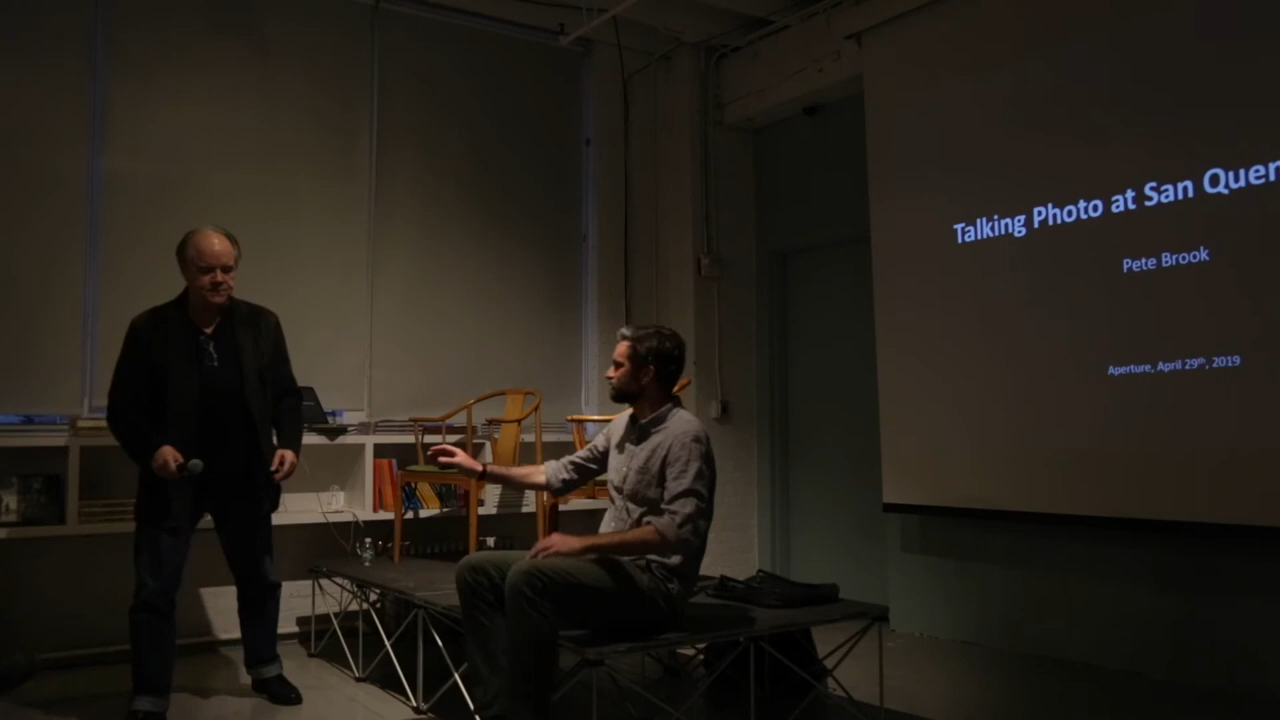 Talking Photo at San Quen
Pete Brook
Aperture, April 29th, 2019